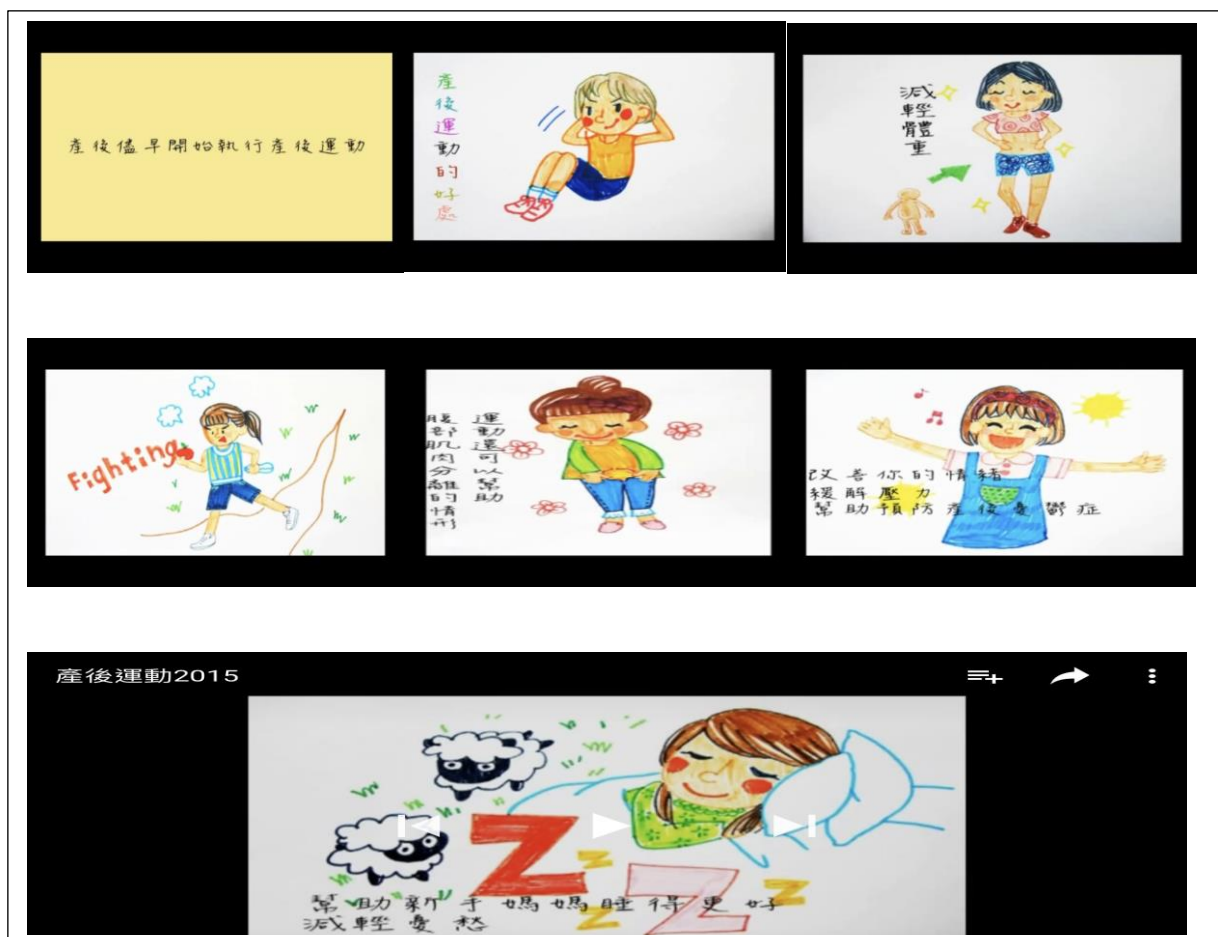 產後儘早開始執行產後運動
產後運動的好處
減輕體重
Fighting
運動還可以幫助
腹部肌肉分離的情形
改善你的情緒
緩解壓力
幫助預防產後憂鬱症
產後運動2015
Z
z
z
Z
z
幫助新手媽媽睡得更好
減輕憂愁